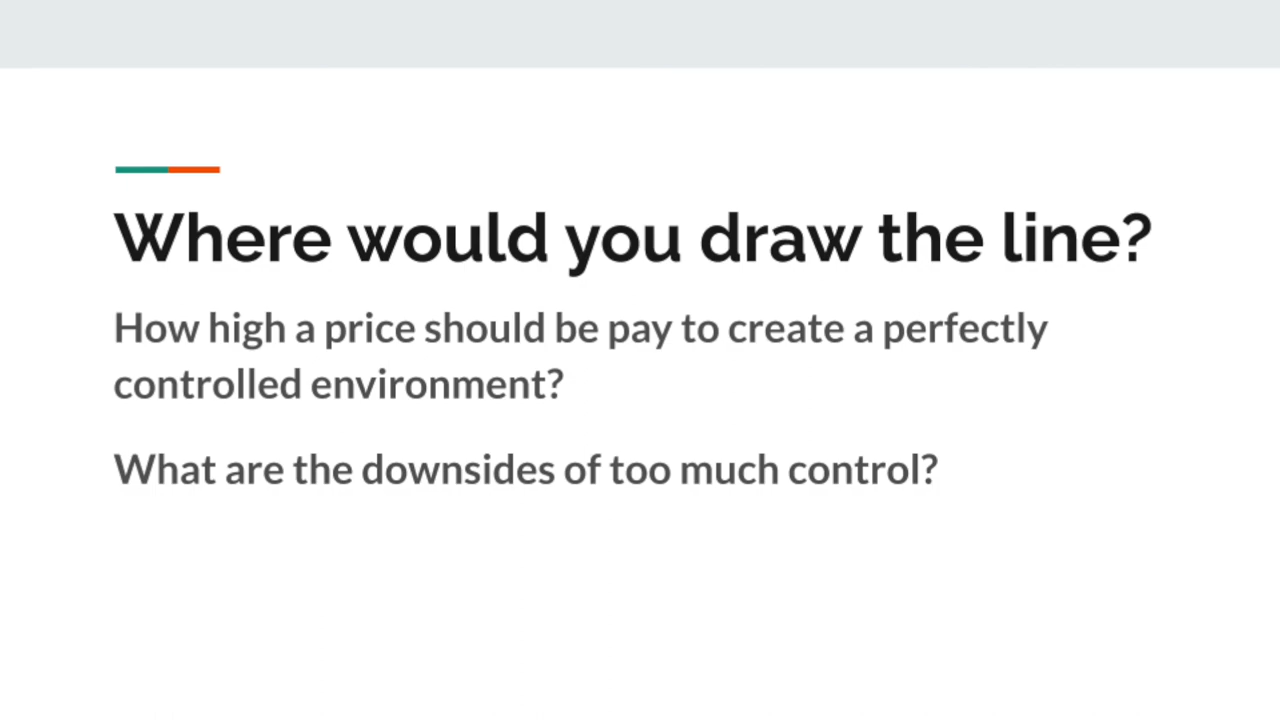 Where would you draw the line?
How high a price should be pay to create a perfectly
controlled environment?
What are the downsides of too much control?